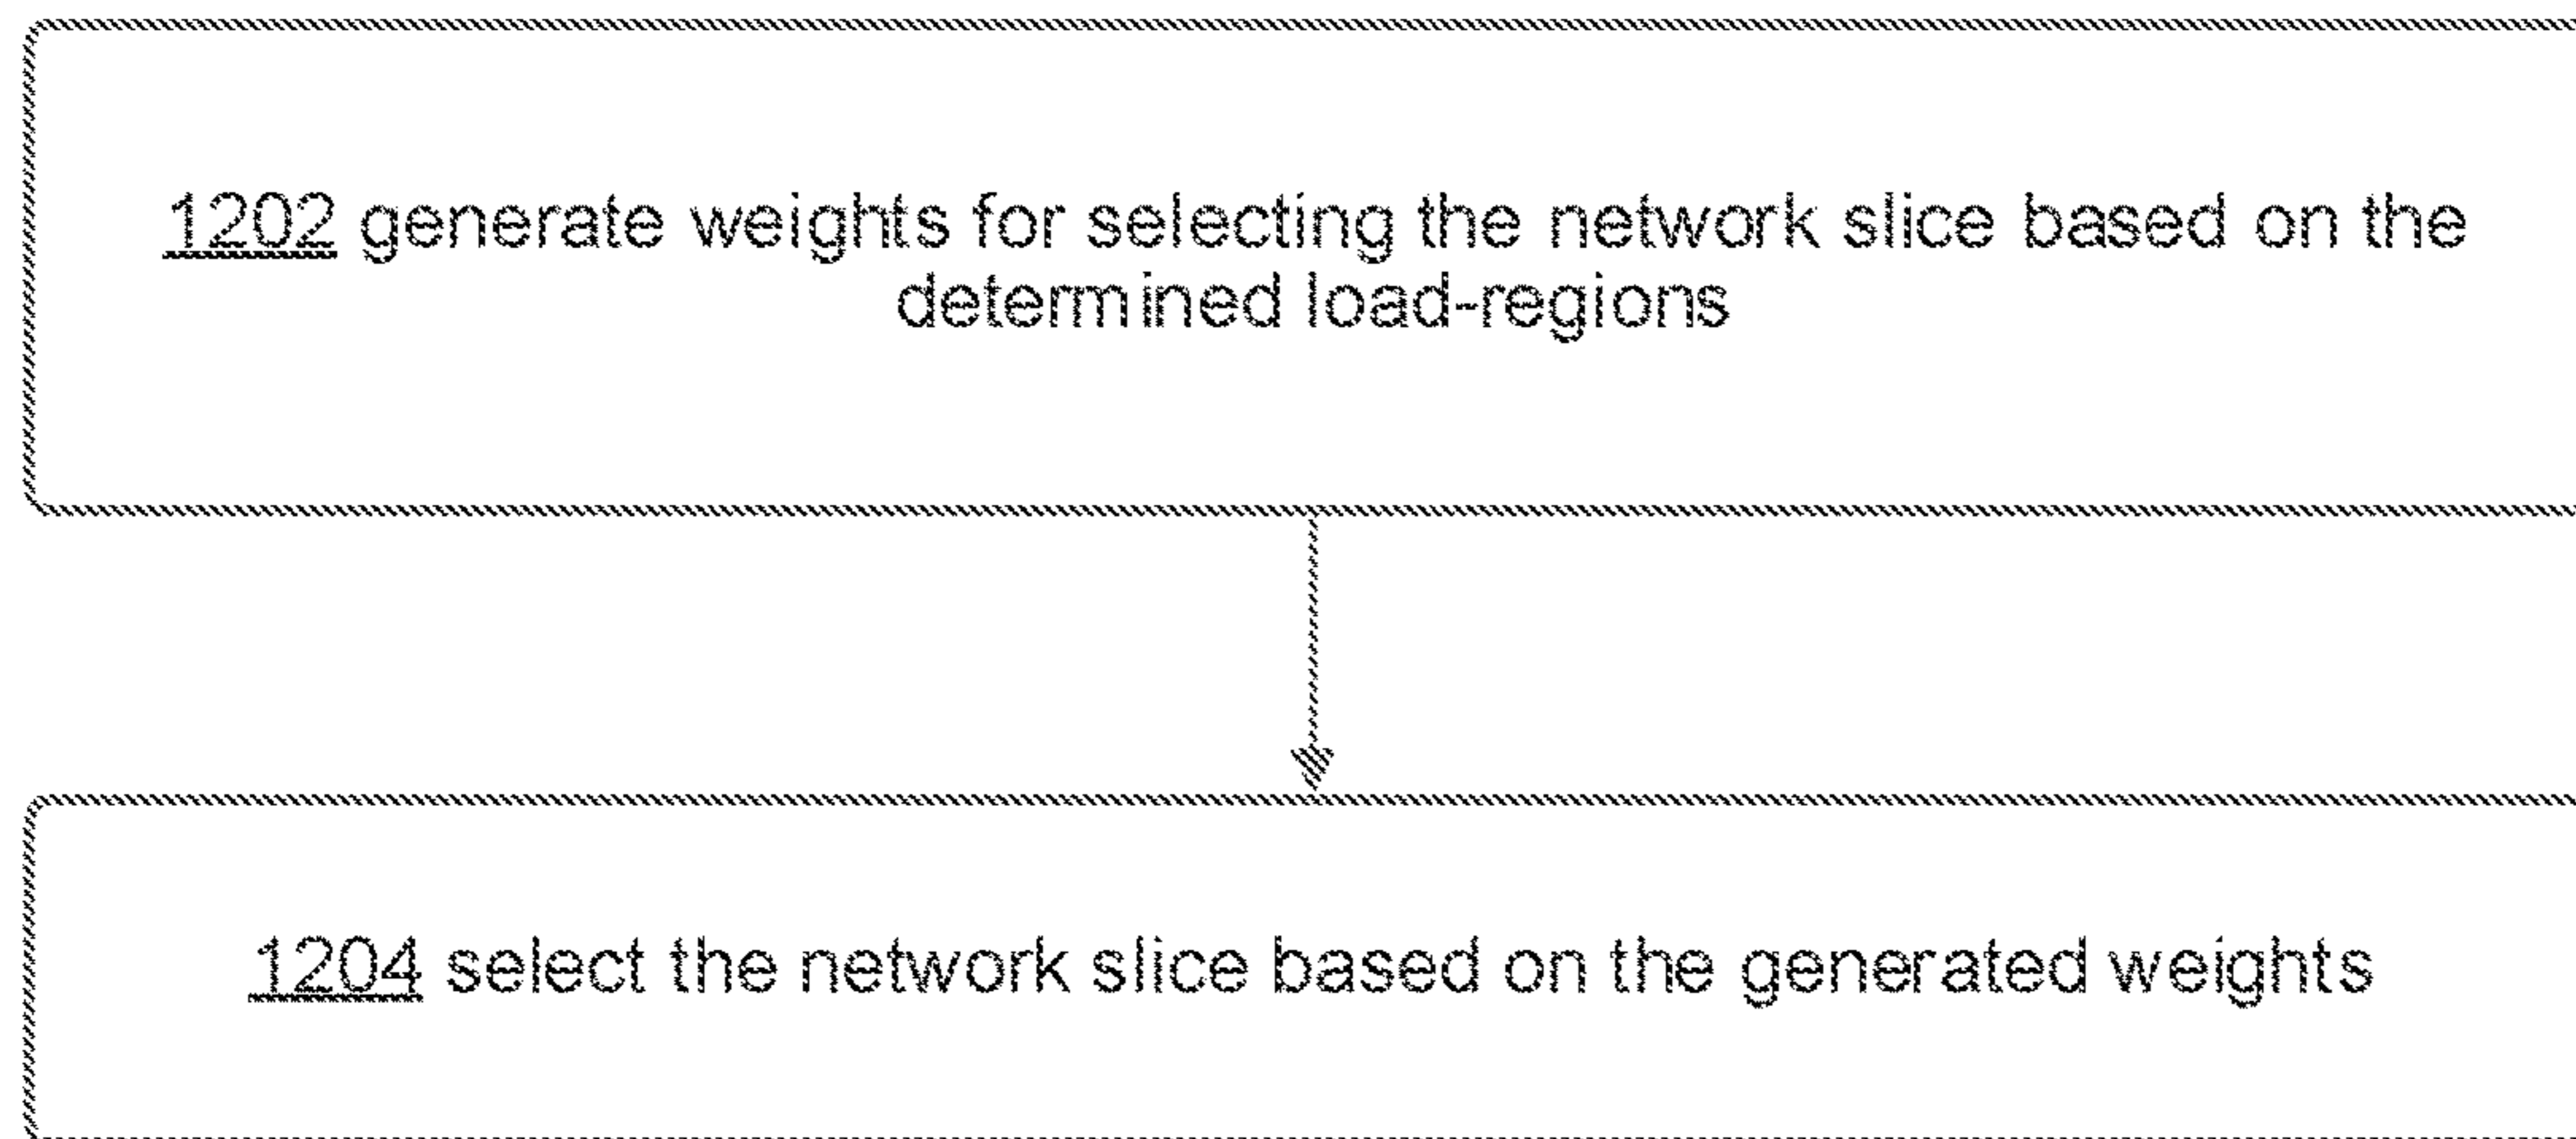 1202 generate weights for selecting the network slice based on the
determined load-regions
1204 select the network slice based on the generated weights